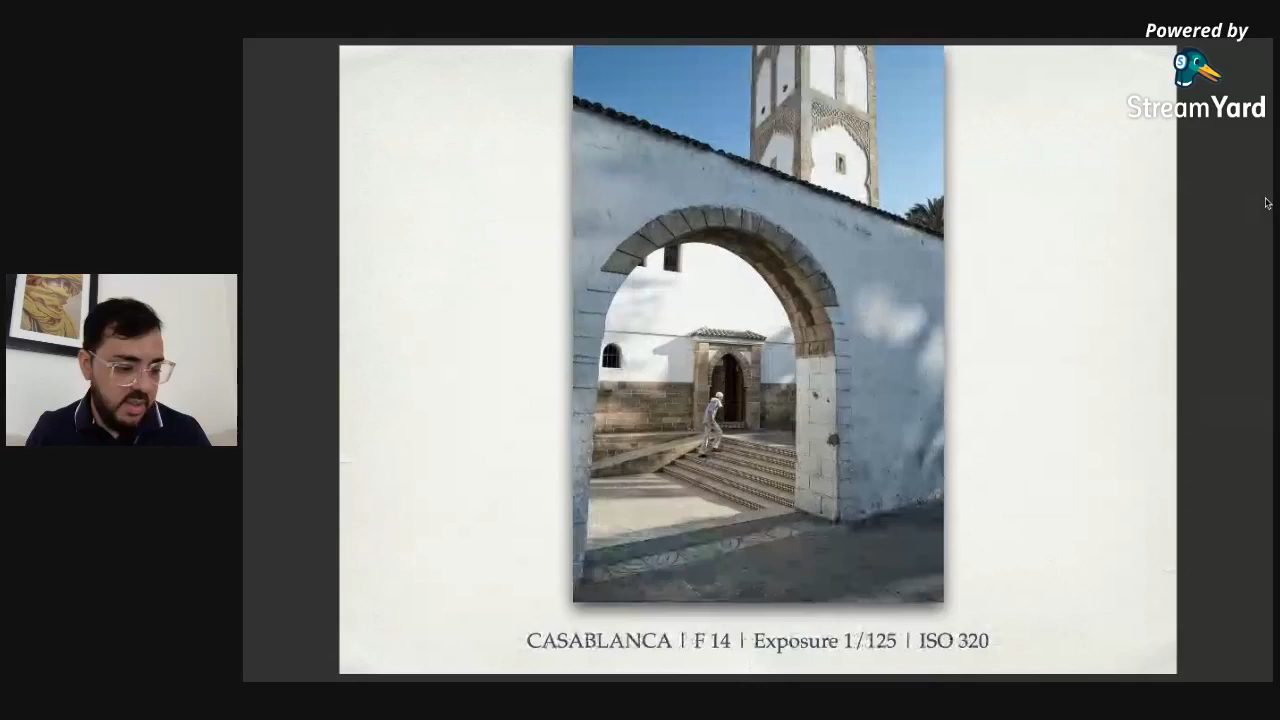 Powered by
StreamYard
CASABLANCA | F 14 | Exposure 1/125 | ISO 320